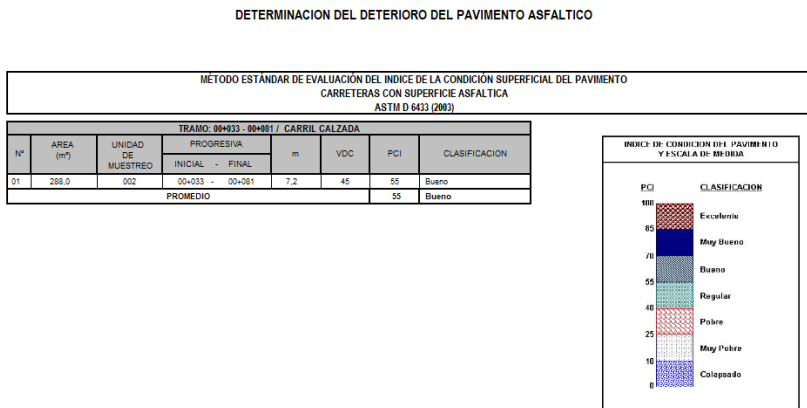 DETERMINACION DEL DETERIORO DEL PAVIMENTO ASFALTICO
MÉTODO ESTÁNDAR DE EVALUACIÓN DEL INDICE DE LA CONDICIÓN SUPERFICIAL DEL PAVIMENTO
CARRETERAS CON SUPERFICIE ASFALTICA
ASTM D 6433 (2003)
TRAMO: 00+033 - 00+081 / CARRIL CALZADA
N° AREA (m²) UNIDAD DE MUESTREO PROGRESIVA INICIAL - FINAL m VDC PCI CLASIFICACION
01 288,0 002 00+033 - 00+081 7,2 45 55 Bueno
PROMEDIO 55 Bueno
INDICE DE CONDICION DEL PAVIMENTO
Y ESCALA DE MEDIDA
PCI CLASIFICACION
100
Excelente
85
Muy Bueno
70
Bueno
55
Regular
40
Pobre
25
Muy Pobre
10
Colapsado
0